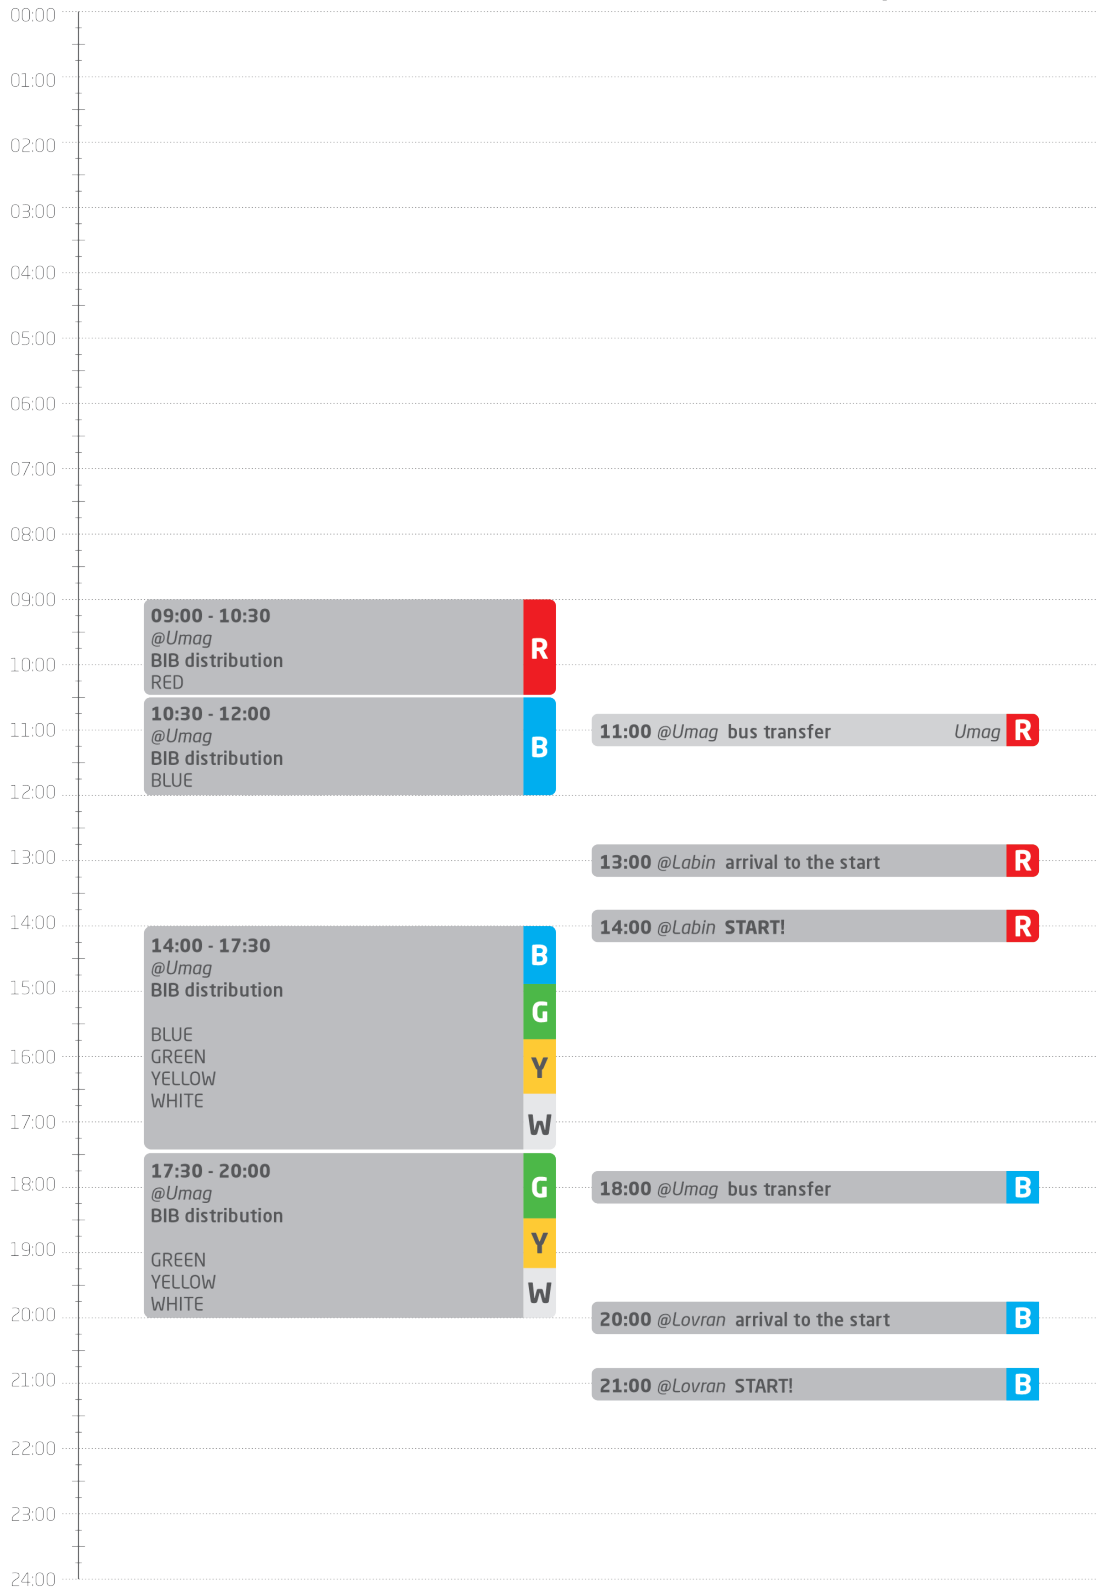 00:00
01:00
02:00
03:00
04:00
05:00
06:00
07:00
08:00
09:00
09:00 - 10:30
@Umag
BIB distribution
RED
R
10:00
10:30 - 12:00
@Umag
BIB distribution
BLUE
B
11:00
11:00 @Umag bus transfer Umag R
12:00
13:00
13:00 @Labin arrival to the start R
14:00
14:00 @Labin START! R
14:00 - 17:30
@Umag
BIB distribution
BLUE
GREEN
YELLOW
WHITE
B
G
Y
W
15:00
16:00
17:00
17:30 - 20:00
@Umag
BIB distribution
GREEN
YELLOW
WHITE
G
Y
W
18:00
18:00 @Umag bus transfer B
19:00
20:00
20:00 @Lovran arrival to the start B
21:00
21:00 @Lovran START! B
22:00
23:00
24:00